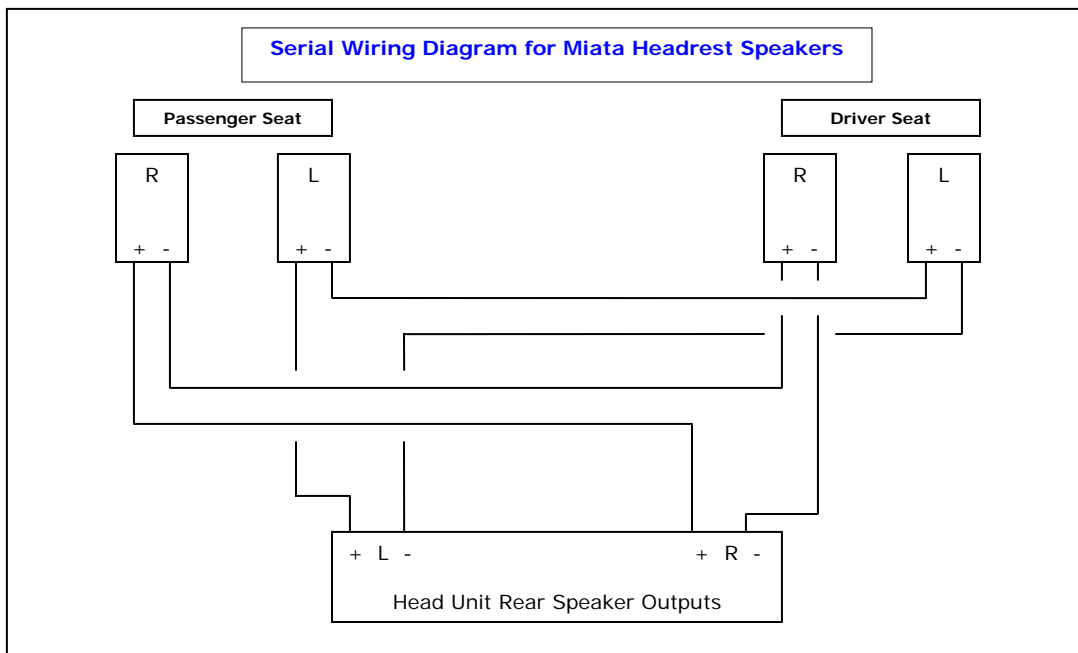 Serial Wiring Diagram for Miata Headrest Speakers
Passenger Seat
Driver Seat
R
L
R
L
+ -
+ -
+ -
+ -
+ L -
+ R -
Head Unit Rear Speaker Outputs